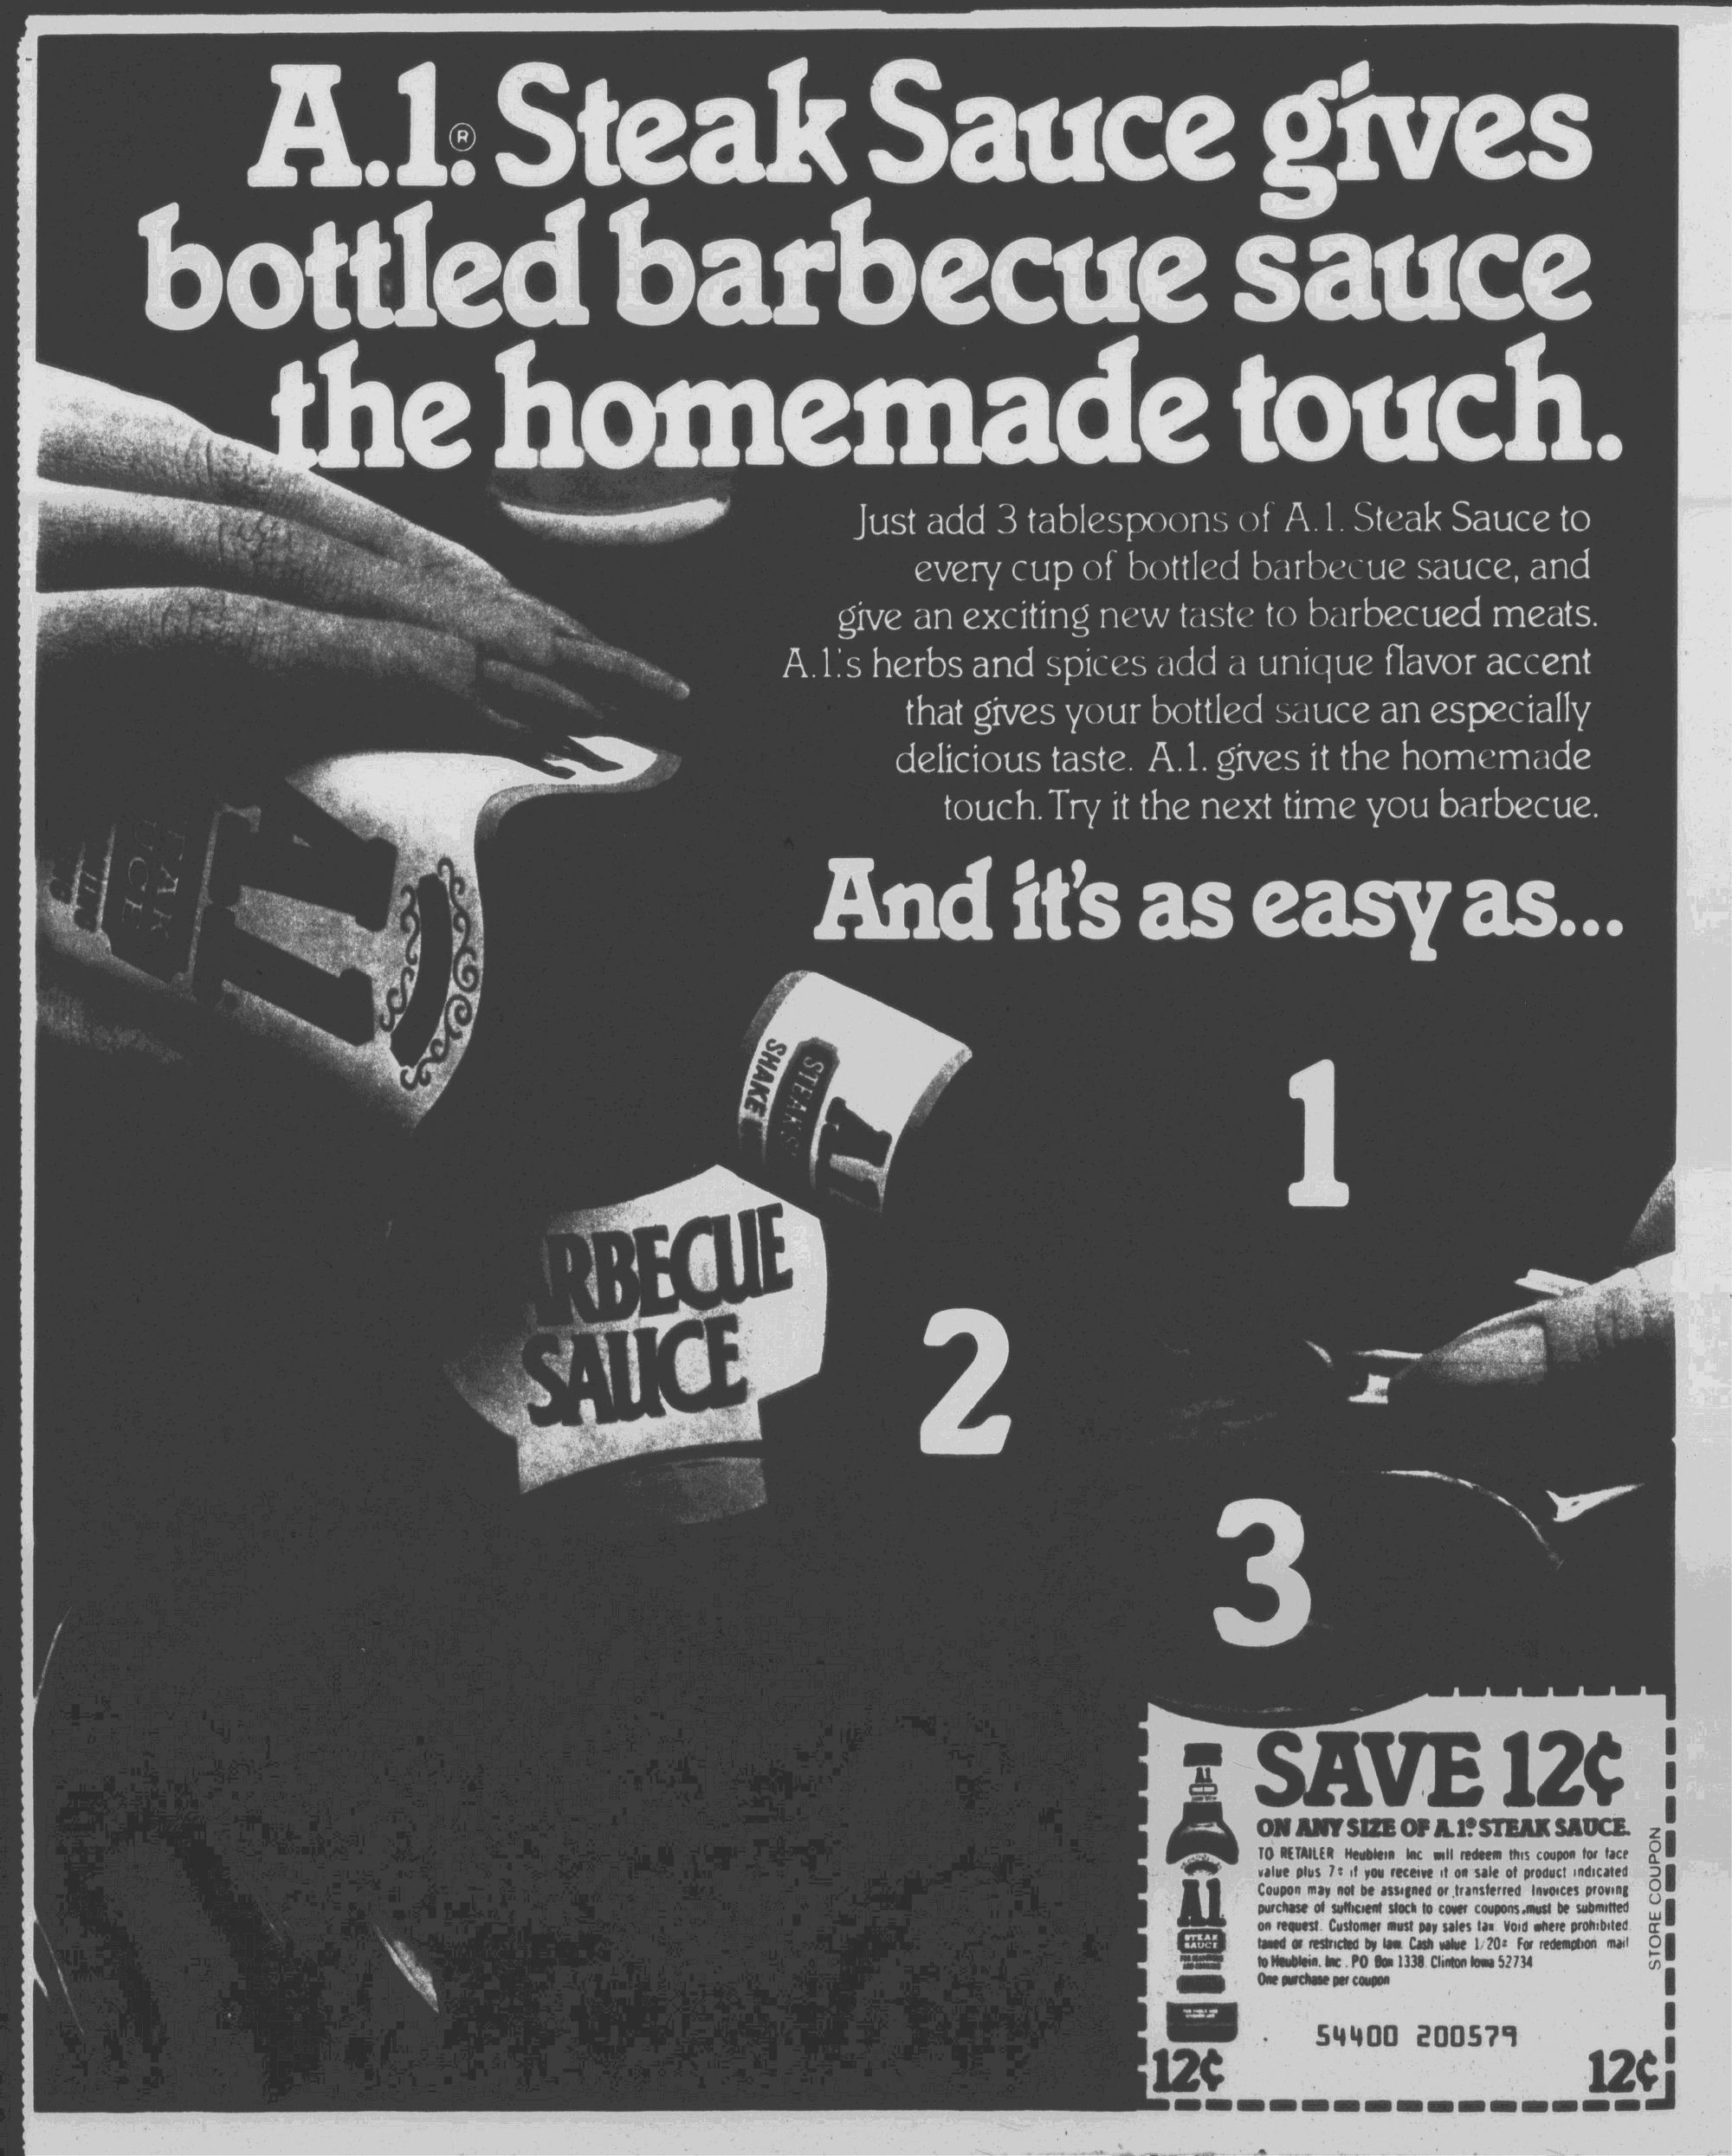 A.1.® Steak Sauce gives
bottled barbecue sauce
the homemade touch.
Just add 3 tablespoons of A.1. Steak Sauce to
every cup of bottled barbecue sauce, and
give an exciting new taste to barbecued meats.
A.1.'s herbs and spices add a unique flavor accent
that gives your bottled sauce an especially
delicious taste. A.1. gives it the homemade
touch. Try it the next time you barbecue.
And it's as easy as...
A1
SHAKE
STEAK
A1
1
RBECUE
SAUCE
2
3
SAVE 12¢
ON ANY SIZE OF A.1.® STEAK SAUCE.
TO RETAILER Heublein Inc will redeem this coupon for face
value plus 7¢ if you receive it on sale of product indicated
Coupon may not be assigned or transferred Invoices proving
purchase of sufficient stock to cover coupons must be submitted
on request. Customer must pay sales tax. Void where prohibited,
taxed or restricted by law. Cash value 1/20¢ For redemption mail
to Heublein, Inc. PO Box 1338 Clinton Iowa 52734
One purchase per coupon
STORE COUPON
A1
A1
STEAK
SAUCE
54400 200579
12¢ 12¢